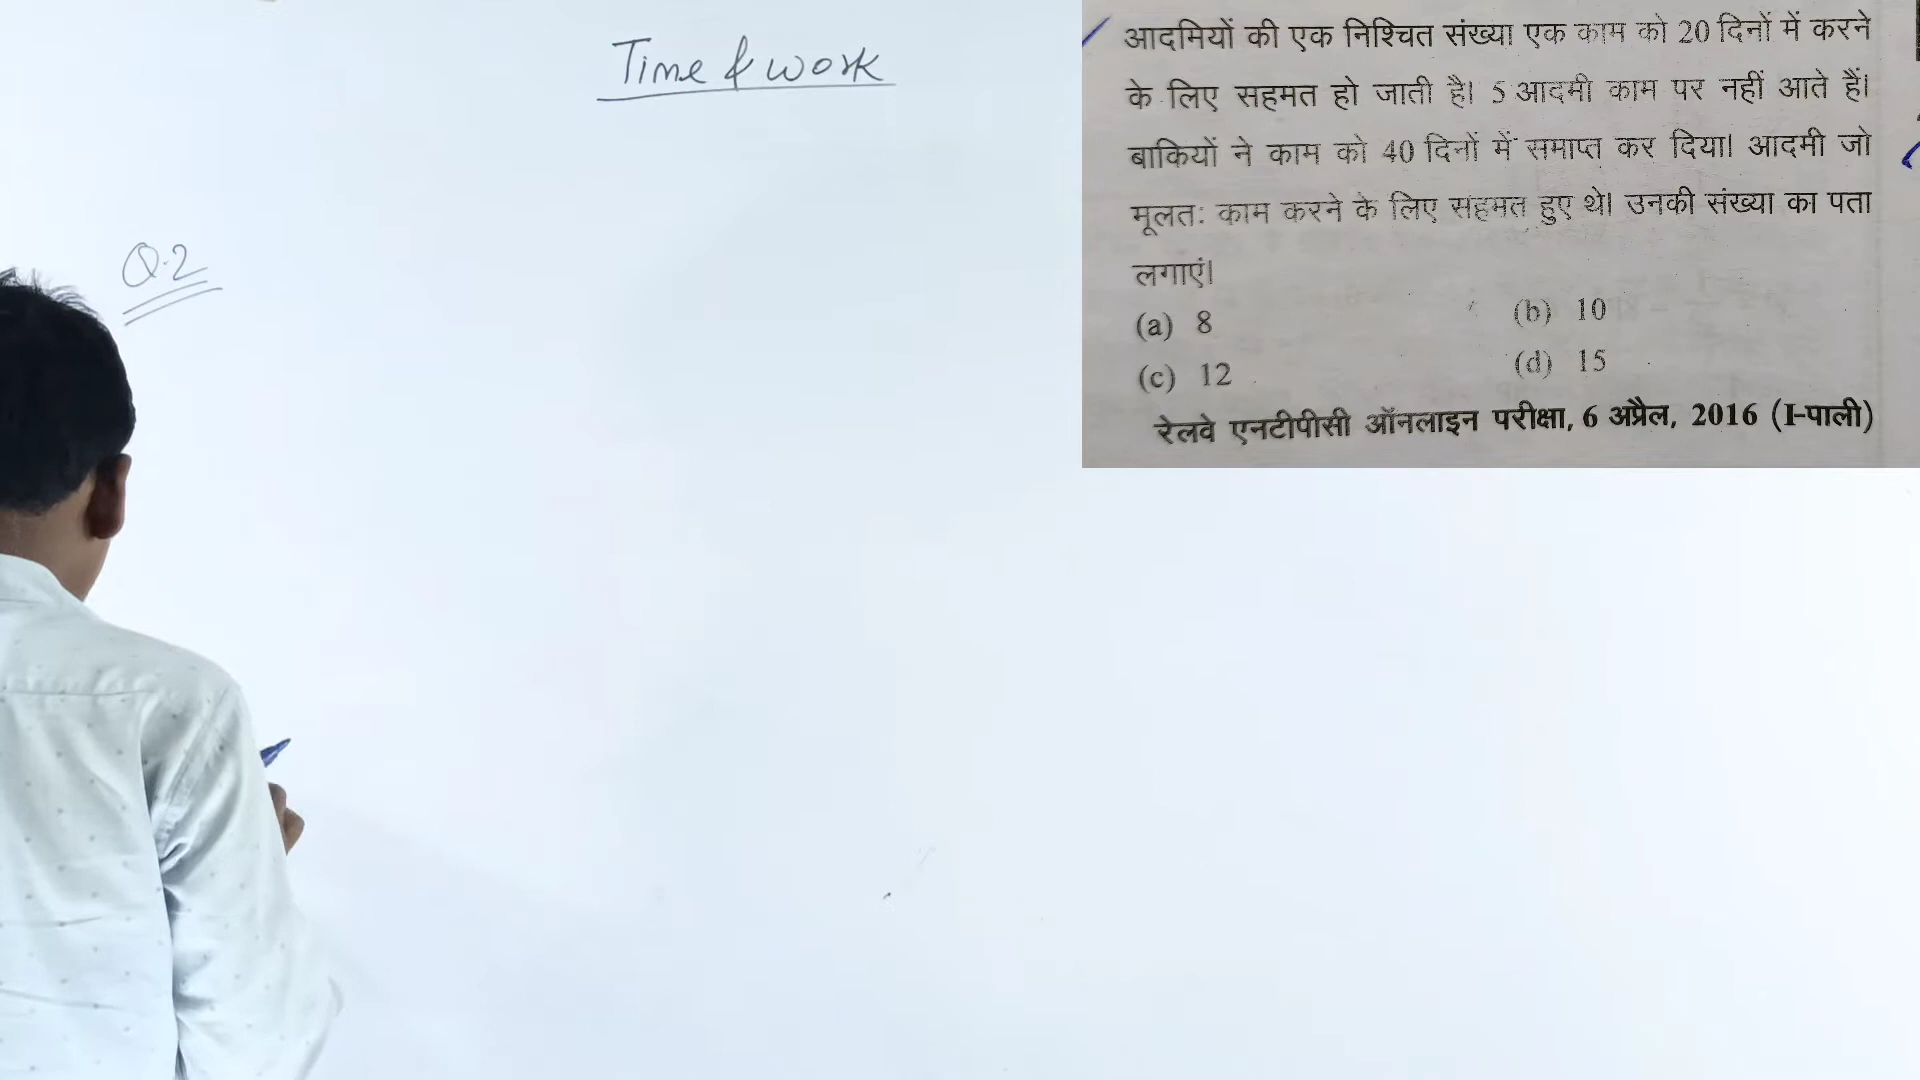 Time & work
Q.2
आदमियों की एक निश्चित संख्या एक काम को 20 दिनों में करने
के लिए सहमत हो जाती है। 5 आदमी काम पर नहीं आते हैं।
बाकियों ने काम को 40 दिनों में समाप्त कर दिया। आदमी जो
मूलत: काम करने के लिए सहमत हुए थे। उनकी संख्या का पता
लगाएं।
(a) 8 (b) 10
(c) 12 (d) 15
रेलवे एनटीपीसी ऑनलाइन परीक्षा, 6 अप्रैल, 2016 (I-पाली)